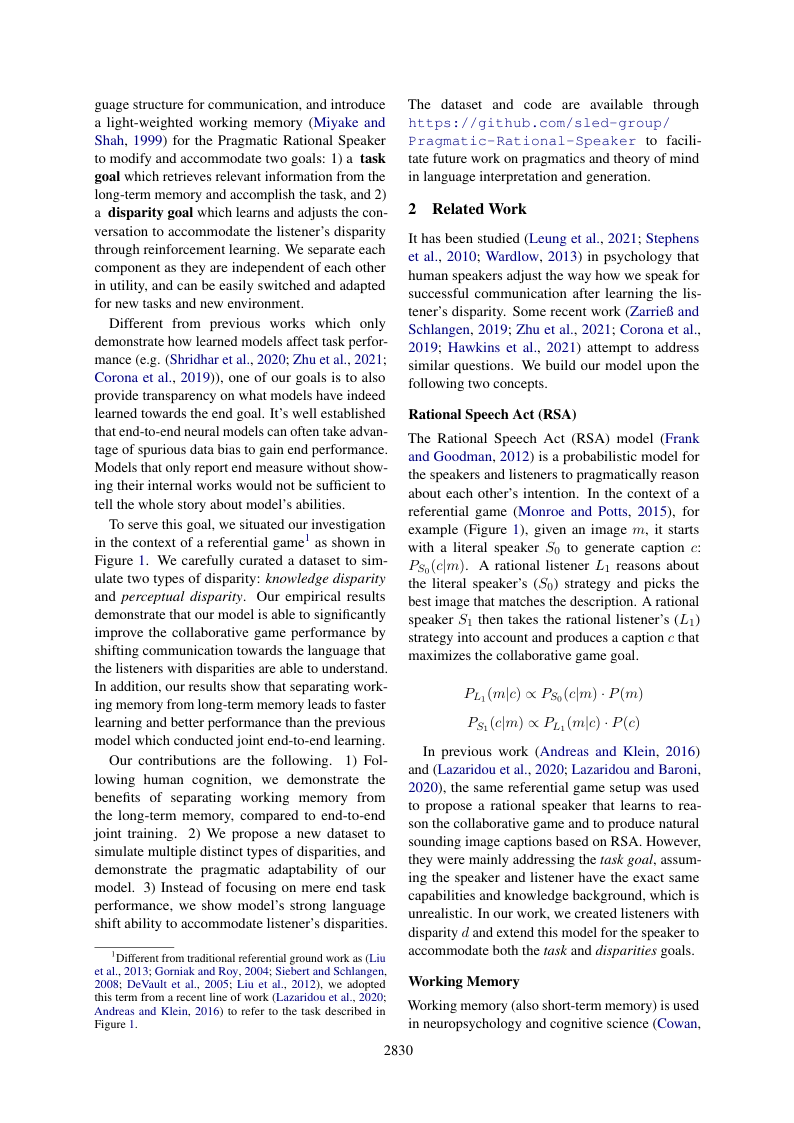 guage structure for communication, and introduce
a light-weighted working memory (Miyake and
Shah, 1999) for the Pragmatic Rational Speaker
to modify and accommodate two goals: 1) a task
goal which retrieves relevant information from the
long-term memory and accomplish the task, and 2)
a disparity goal which learns and adjusts the con-
versation to accommodate the listener's disparity
through reinforcement learning. We separate each
component as they are independent of each other
in utility, and can be easily switched and adapted
for new tasks and new environment.
Different from previous works which only
demonstrate how learned models affect task perfor-
mance (e.g. (Shridhar et al., 2020; Zhu et al., 2021;
Corona et al., 2019)), one of our goals is to also
provide transparency on what models have indeed
learned towards the end goal. It's well established
that end-to-end neural models can often take advan-
tage of spurious data bias to gain end performance.
Models that only report end measure without show-
ing their internal works would not be sufficient to
tell the whole story about model's abilities.
To serve this goal, we situated our investigation
in the context of a referential game1 as shown in
Figure 1. We carefully curated a dataset to sim-
ulate two types of disparity: knowledge disparity
and perceptual disparity. Our empirical results
demonstrate that our model is able to significantly
improve the collaborative game performance by
shifting communication towards the language that
the listeners with disparities are able to understand.
In addition, our results show that separating work-
ing memory from long-term memory leads to faster
learning and better performance than the previous
model which conducted joint end-to-end learning.
Our contributions are the following. 1) Fol-
lowing human cognition, we demonstrate the
benefits of separating working memory from
the long-term memory, compared to end-to-end
joint training. 2) We propose a new dataset to
simulate multiple distinct types of disparities, and
demonstrate the pragmatic adaptability of our
model. 3) Instead of focusing on mere end task
performance, we show model's strong language
shift ability to accommodate listener's disparities.
1Different from traditional referential ground work as (Liu
et al., 2013; Gorniak and Roy, 2004; Siebert and Schlangen,
2008; DeVault et al., 2005; Liu et al., 2012), we adopted
this term from a recent line of work (Lazaridou et al., 2020;
Andreas and Klein, 2016) to refer to the task described in
Figure 1.
The dataset and code are available through
https://github.com/sled-group/
Pragmatic-Rational-Speaker to facili-
tate future work on pragmatics and theory of mind
in language interpretation and generation.
2 Related Work
It has been studied (Leung et al., 2021; Stephens
et al., 2010; Wardlow, 2013) in psychology that
human speakers adjust the way how we speak for
successful communication after learning the lis-
tener's disparity. Some recent work (Zarrieß and
Schlangen, 2019; Zhu et al., 2021; Corona et al.,
2019; Hawkins et al., 2021) attempt to address
similar questions. We build our model upon the
following two concepts.
Rational Speech Act (RSA)
The Rational Speech Act (RSA) model (Frank
and Goodman, 2012) is a probabilistic model for
the speakers and listeners to pragmatically reason
about each other's intention. In the context of a
referential game (Monroe and Potts, 2015), for
example (Figure 1), given an image m, it starts
with a literal speaker S0 to generate caption c:
PS0(c|m). A rational listener L1 reasons about
the literal speaker's (S0) strategy and picks the
best image that matches the description. A rational
speaker S1 then takes the rational listener's (L1)
strategy into account and produces a caption c that
maximizes the collaborative game goal.
PL1(m|c) ∝ PS0(c|m) · P(m)
PS1(c|m) ∝ PL1(m|c) · P(c)
In previous work (Andreas and Klein, 2016)
and (Lazaridou et al., 2020; Lazaridou and Baroni,
2020), the same referential game setup was used
to propose a rational speaker that learns to rea-
son the collaborative game and to produce natural
sounding image captions based on RSA. However,
they were mainly addressing the task goal, assum-
ing the speaker and listener have the exact same
capabilities and knowledge background, which is
unrealistic. In our work, we created listeners with
disparity d and extend this model for the speaker to
accommodate both the task and disparities goals.
Working Memory
Working memory (also short-term memory) is used
in neuropsychology and cognitive science (Cowan,
2830